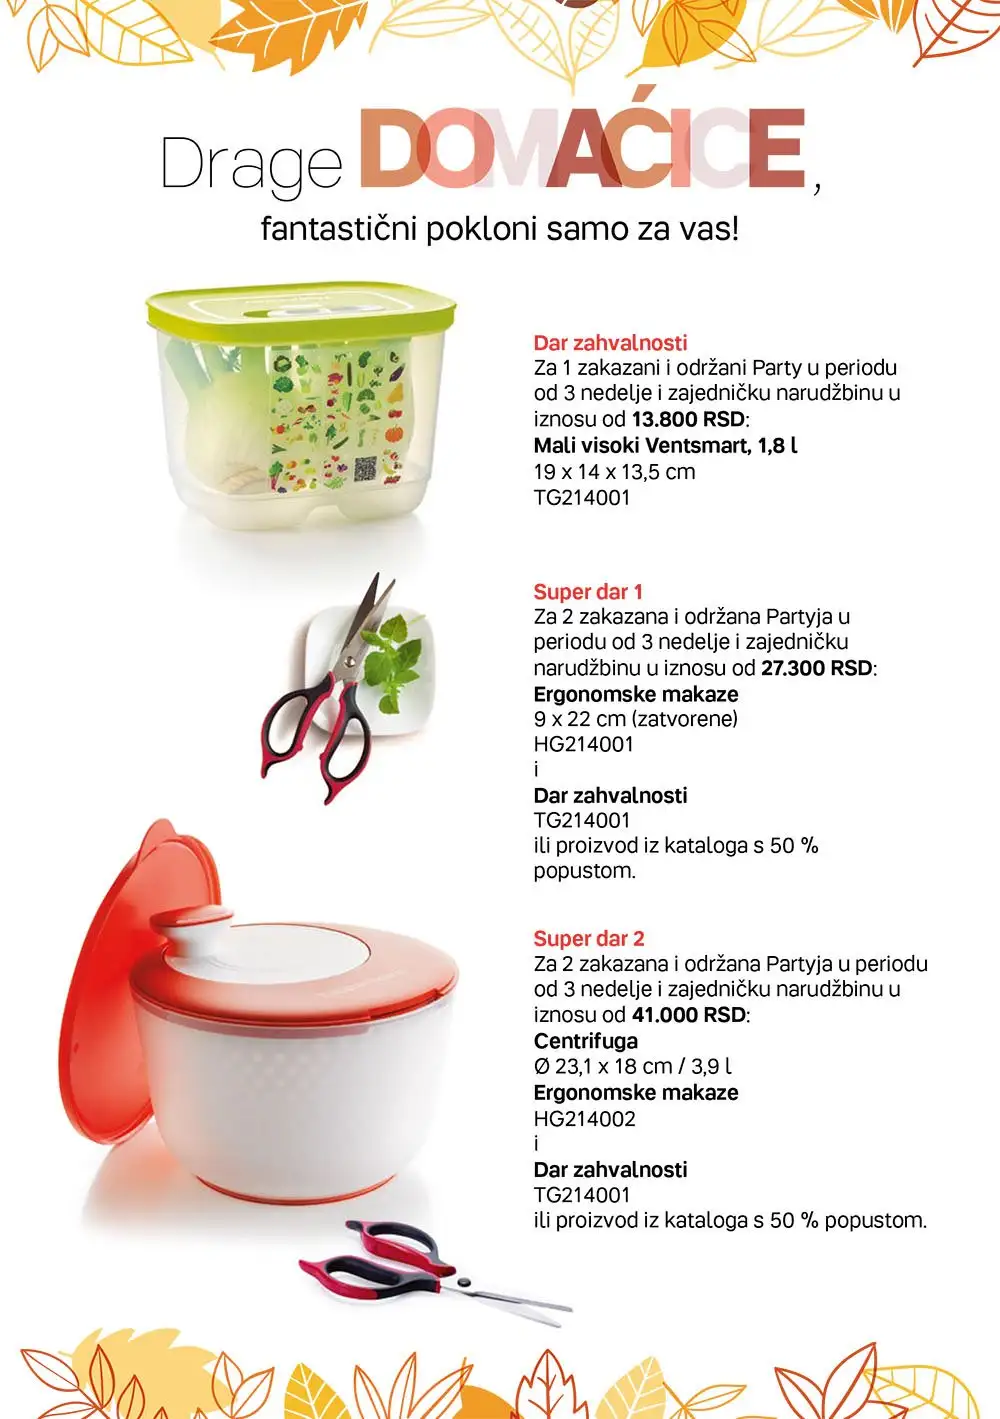 Drage DOMAĆICE,
fantastični pokloni samo za vas!
Dar zahvalnosti
Za 1 zakazani i održani Party u periodu
od 3 nedelje i zajedničku narudžbinu u
iznosu od 13.800 RSD:
Mali visoki Ventsmart, 1,8 l
19 x 14 x 13,5 cm
TG214001
Super dar 1
Za 2 zakazana i održana Partyja u
periodu od 3 nedelje i zajedničku
narudžbinu u iznosu od 27.300 RSD:
Ergonomske makaze
9 x 22 cm (zatvorene)
HG214001
i
Dar zahvalnosti
TG214001
ili proizvod iz kataloga s 50 %
popustom.
Super dar 2
Za 2 zakazana i održana Partyja u periodu
od 3 nedelje i zajedničku narudžbinu u
iznosu od 41.000 RSD:
Centrifuga
Ø 23,1 x 18 cm / 3,9 l
Ergonomske makaze
HG214002
i
Dar zahvalnosti
TG214001
ili proizvod iz kataloga s 50 % popustom.